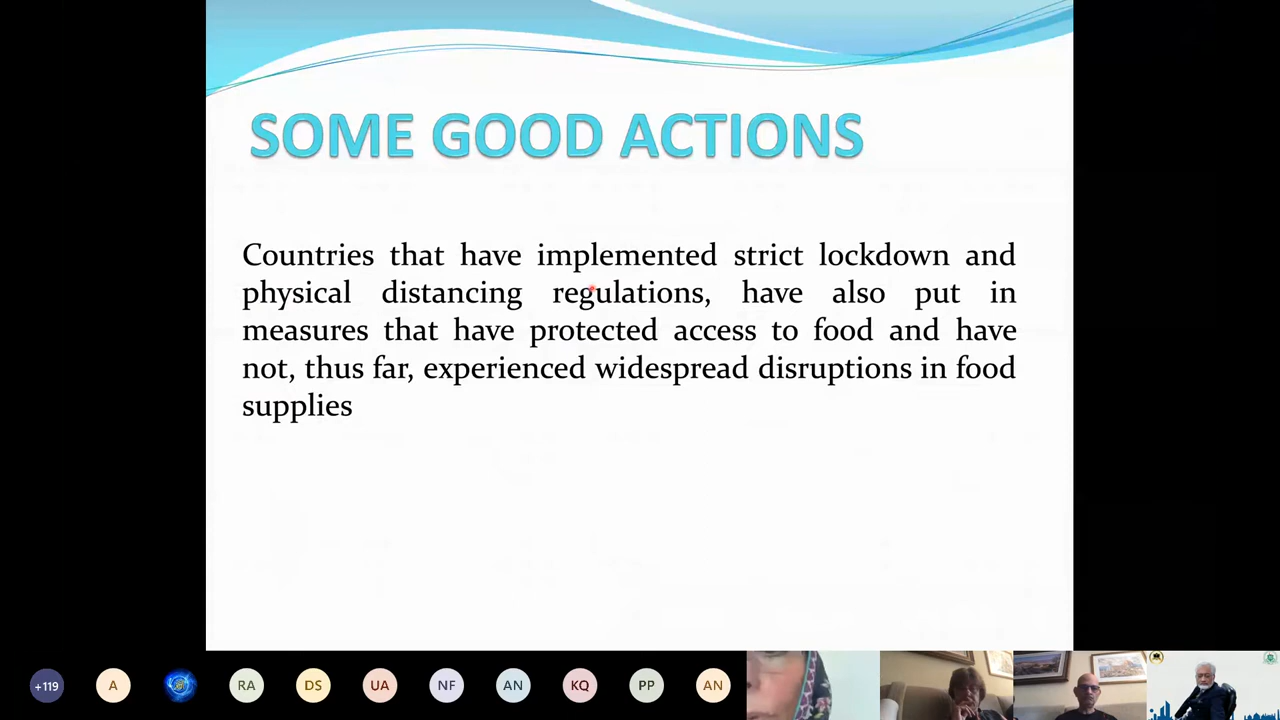 SOME GOOD ACTIONS
Countries that have implemented strict lockdown and
physical distancing regulations, have also put in
measures that have protected access to food and have
not, thus far, experienced widespread disruptions in food
supplies
+119
A
RA
DS
UA
NF
AN
KQ
PP
AN